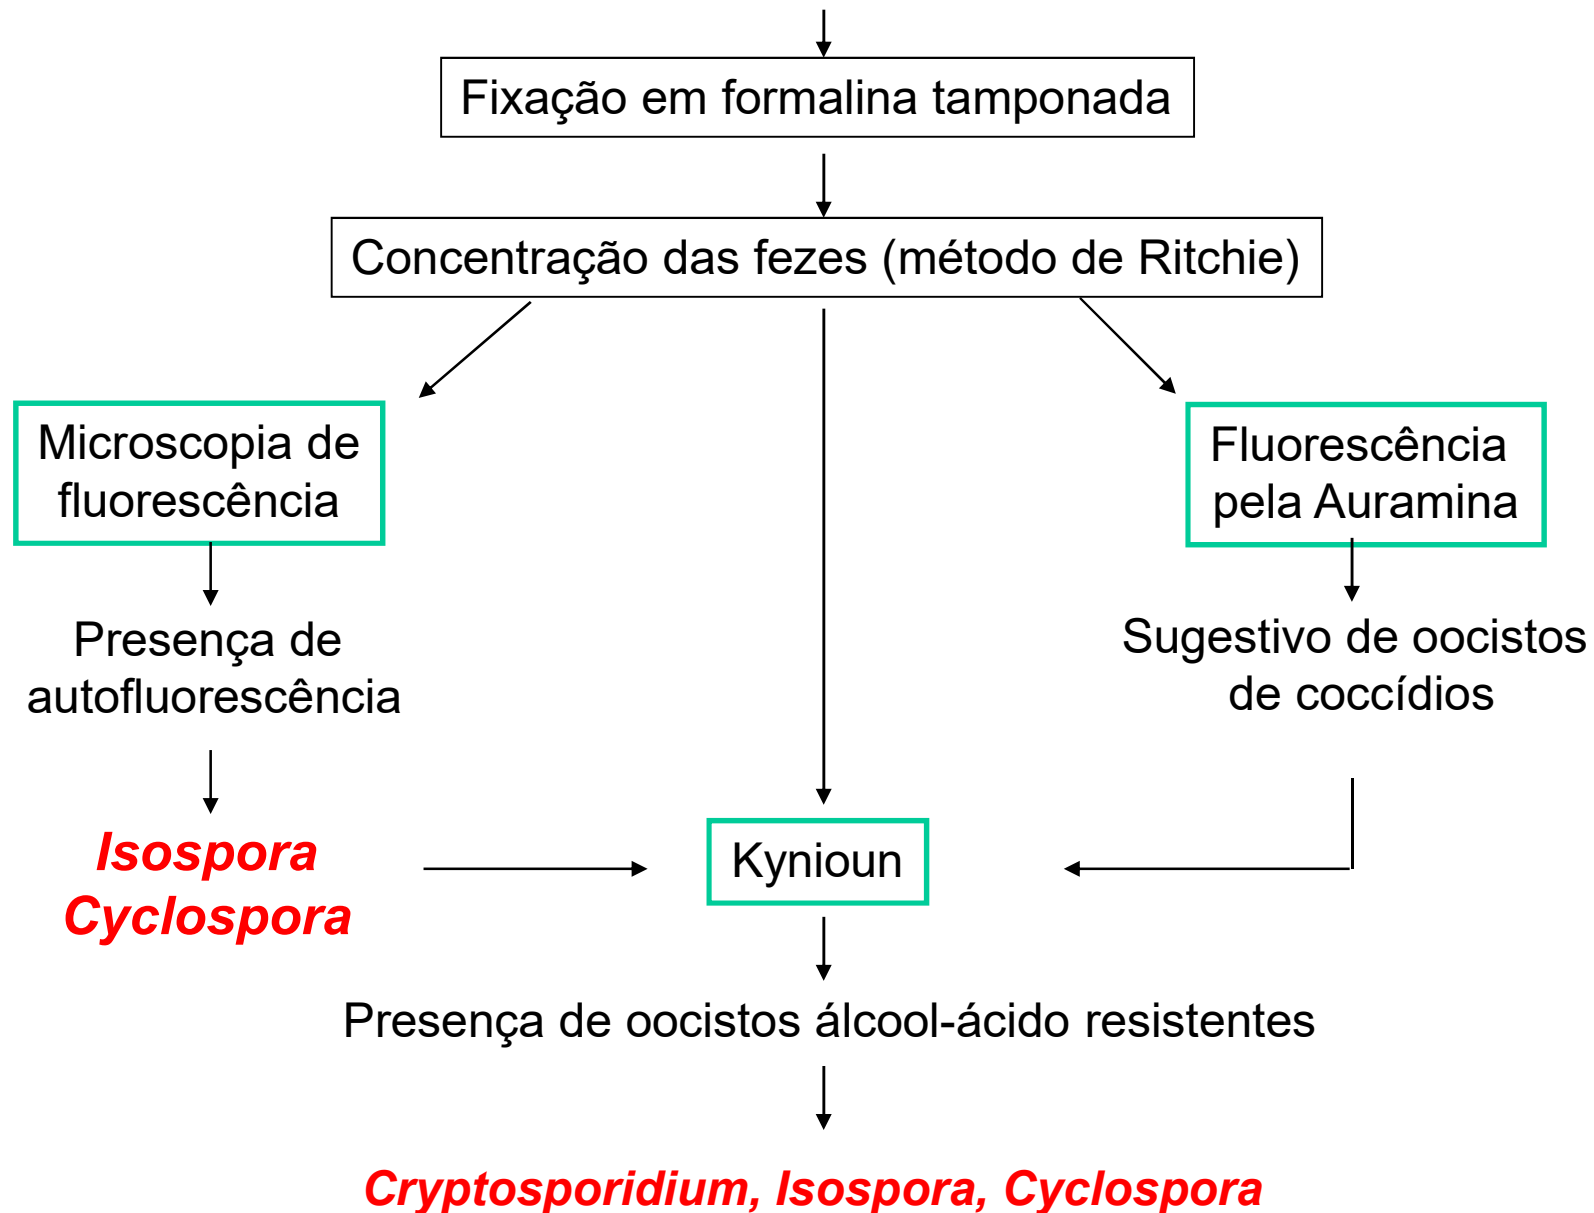 Fixação em formalina tamponada
Concentração das fezes (método de Ritchie)
Microscopia de
fluorescência
Fluorescência
pela Auramina
Presença de
autofluorescência
Sugestivo de oocistos
de coccídios
Isospora
Cyclospora
Kynioun
Presença de oocistos álcool-ácido resistentes
Cryptosporidium, Isospora, Cyclospora